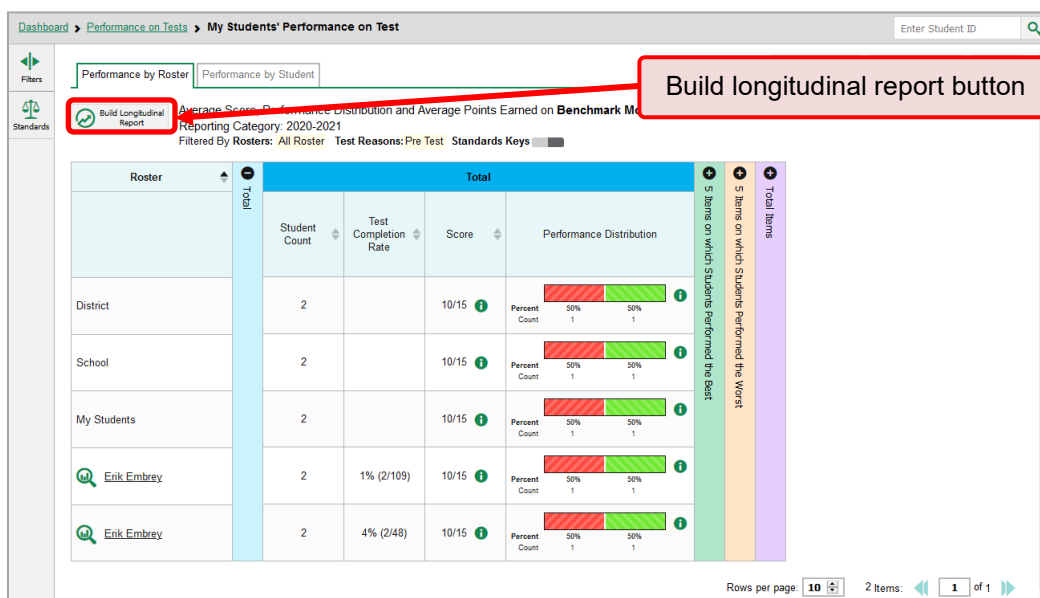 Dashboard > Performance on Tests > My Students' Performance on Test
Enter Student ID
Filters
Standards
Performance by Roster
Performance by Student
Build longitudinal report button
Build Longitudinal
Report
Average Score, Performance Distribution and Average Points Earned on Benchmark
Reporting Category: 2020-2021
Filtered By Rosters: All Roster Test Reasons: Pre Test Standards Keys
Roster
Total
Total
Student
Count
Test
Completion
Rate
Score
Performance Distribution
5 Items on which Students Performed the Best
5 Items on which Students Performed the Worst
Total Items
District
2
10/15
Percent 50% 50%
Count 1 1
School
2
10/15
Percent 50% 50%
Count 1 1
My Students
2
10/15
Percent 50% 50%
Count 1 1
Erik Embrey
2
1% (2/109)
10/15
Percent 50% 50%
Count 1 1
Erik Embrey
2
4% (2/48)
10/15
Percent 50% 50%
Count 1 1
Rows per page: 10 2 Items: 1 of 1